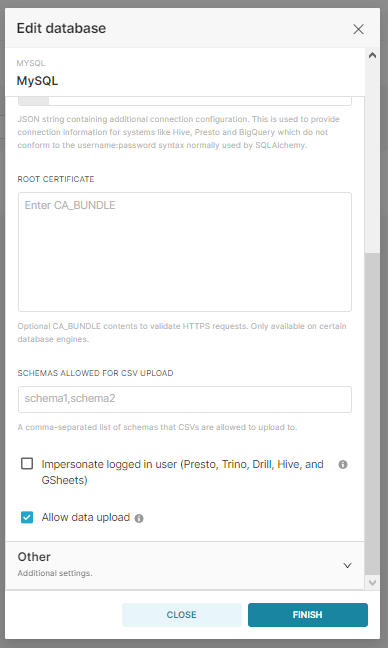 Edit database
MYSQL
MySQL
JSON string containing additional connection configuration. This is used to provide
connection information for systems like Hive, Presto and BigQuery which do not
conform to the username:password syntax normally used by SQLAlchemy.
ROOT CERTIFICATE
Enter CA_BUNDLE
Optional CA_BUNDLE contents to validate HTTPS requests. Only available on certain
database engines.
SCHEMAS ALLOWED FOR CSV UPLOAD
schema1,schema2
A comma-separated list of schemas that CSVs are allowed to upload to.
Impersonate logged in user (Presto, Trino, Drill, Hive, and
GSheets)
Allow data upload
Other
Additional settings.
CLOSE
FINISH